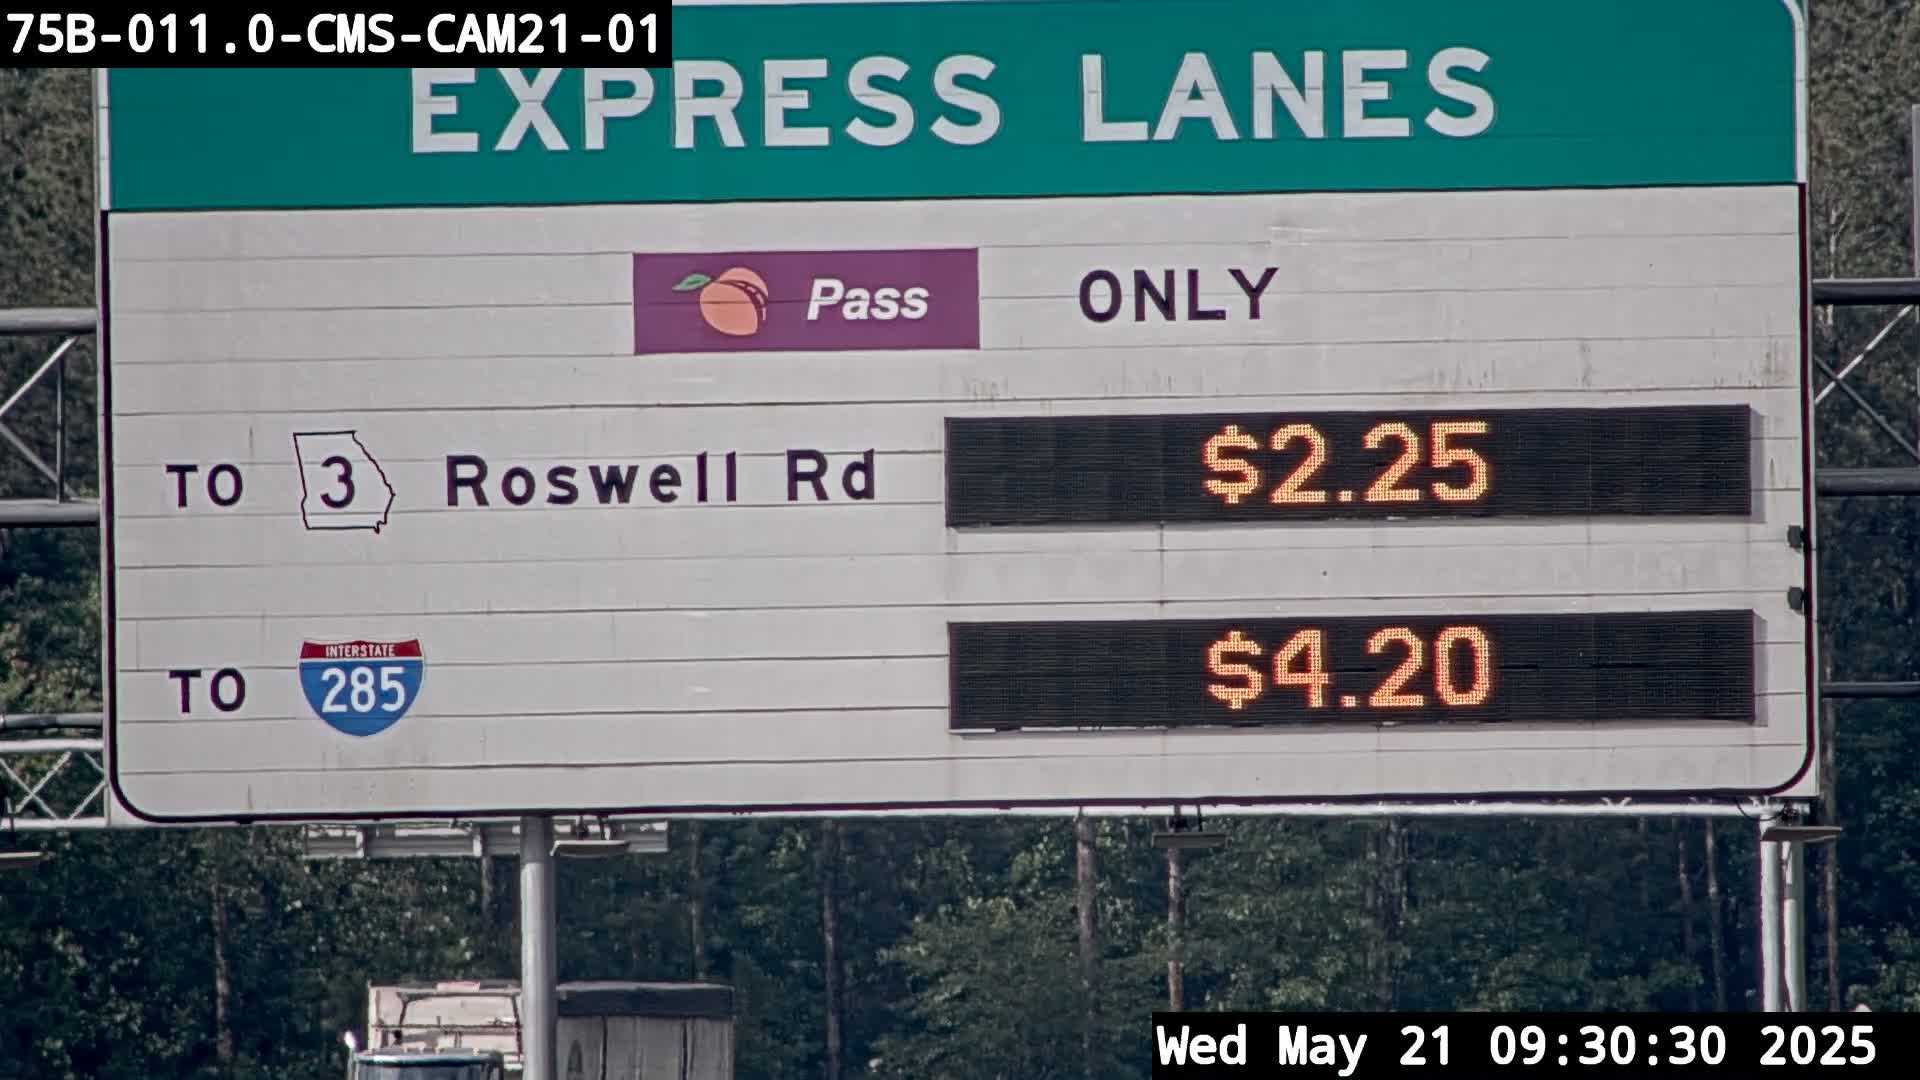 75B-011.0-CMS-CAM21-01
EXPRESS LANES
Pass ONLY
TO 3 Roswell Rd $2.25
INTERSTATE
TO 285 $4.20
Wed May 21 09:30:30 2025